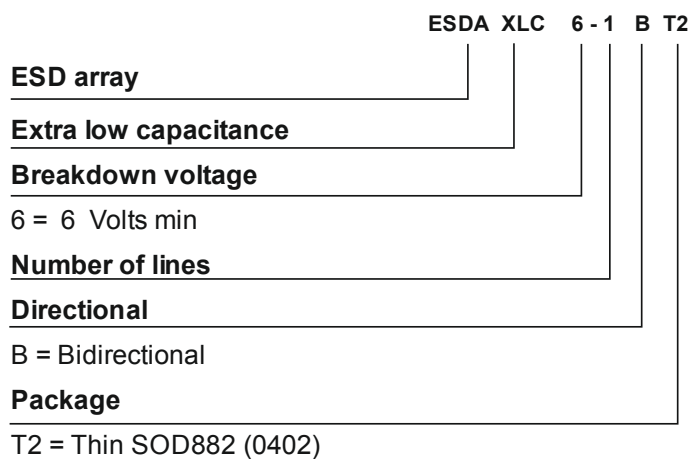 ESDA XLC 6 - 1 B T2
ESD array
Extra low capacitance
Breakdown voltage
6 = 6 Volts min
Number of lines
Directional
B = Bidirectional
Package
T2 = Thin SOD882 (0402)